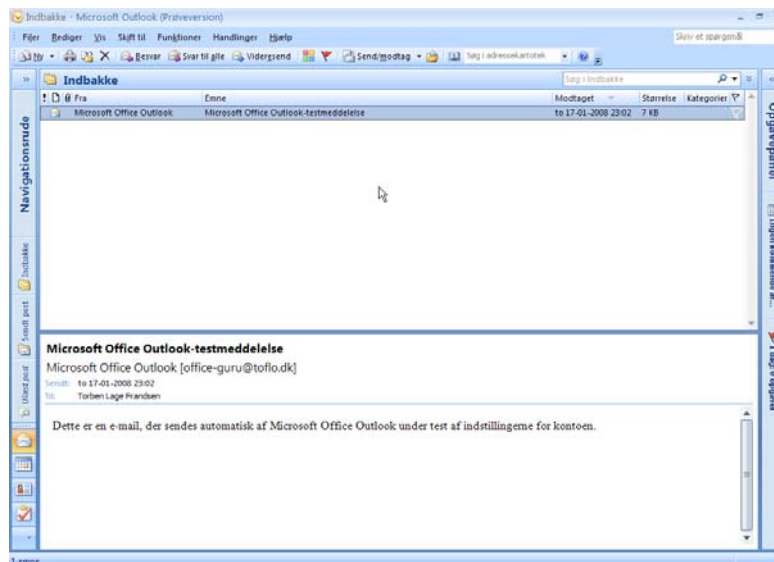 Indbakke - Microsoft Outlook (Prøveversion)
Filer Rediger Vis Skift til Funktioner Handlinger Hjælp Skriv et spørgsmål
Ny Besvar Svar til alle Videresend Send/modtag Søg i adressekartotek
Indbakke Søg i Indbakke
Fra Emne Modtaget Størrelse Kategorier
Microsoft Office Outlook Microsoft Office Outlook-testmeddelelse to 17-01-2008 23:02 7 KB
Navigationsrude
Indbakke
Sendt post
Ulæst post
Opgavepanel
Microsoft Office Outlook-testmeddelelse
Microsoft Office Outlook [office-guru@toflo.dk]
Sendt: to 17-01-2008 23:02
Til: Torben Lage Frandsen
Dette er en e-mail, der sendes automatisk af Microsoft Office Outlook under test af indstillingerne for kontoen.